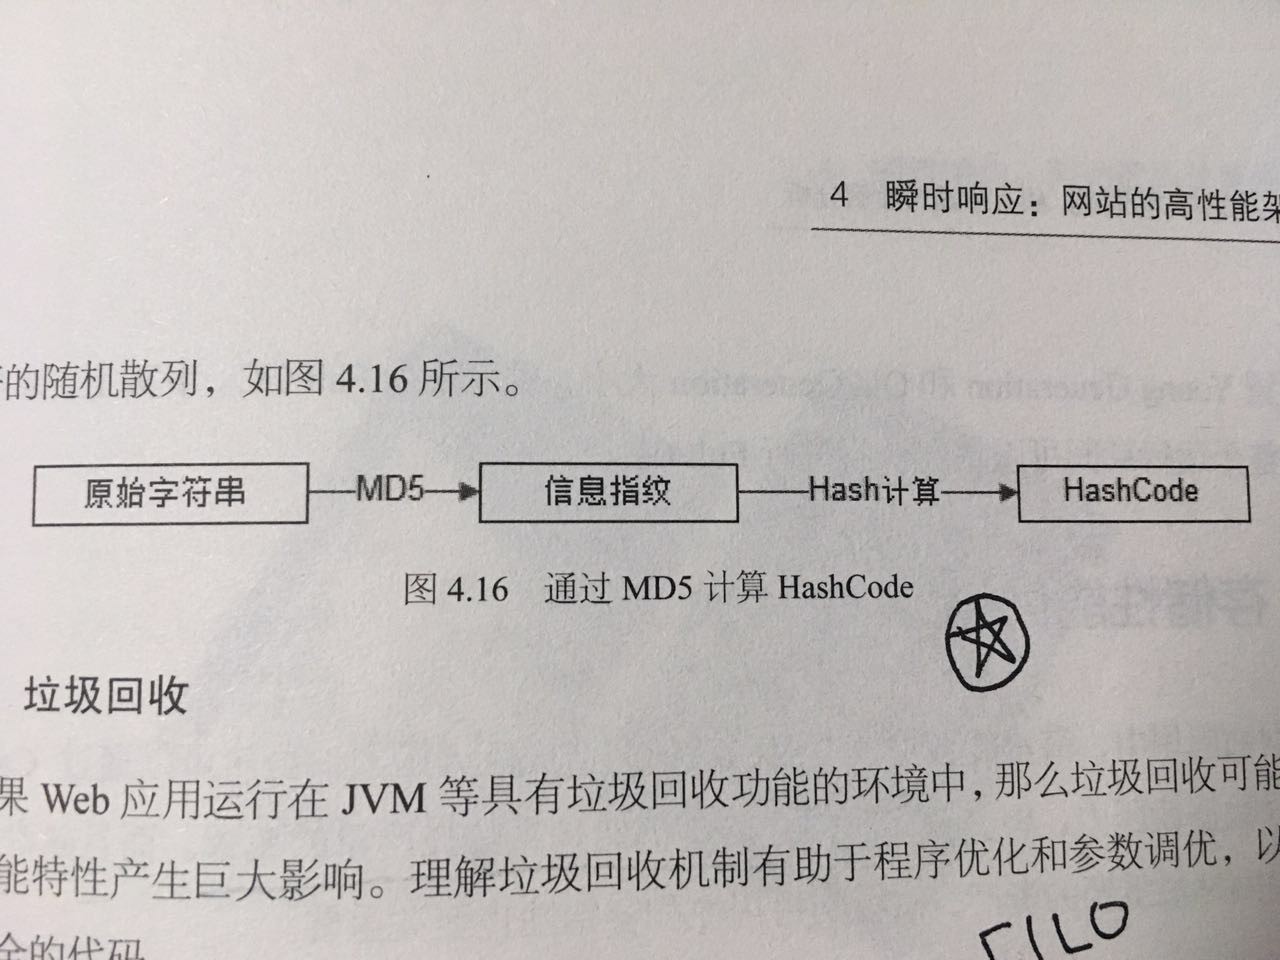 4 瞬时响应：网站的高性能架
的随机散列，如图 4.16 所示。
原始字符串 MD5 信息指纹 Hash计算 HashCode
图 4.16 通过 MD5 计算 HashCode
垃圾回收
果 Web 应用运行在 JVM 等具有垃圾回收功能的环境中，那么垃圾回收可能
能特性产生巨大影响。理解垃圾回收机制有助于程序优化和参数调优，以
全的代码
FILO